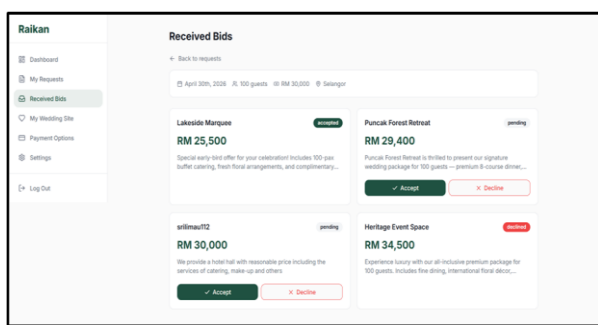 Raikan
Dashboard
My Requests
Received Bids
My Wedding Site
Payment Options
Settings
Log Out
Received Bids
← Back to requests
April 30th, 2026 100 guests RM 30,000 Selangor
Lakeside Marquee accepted
RM 25,500
Special early-bird offer for your celebration! Includes 100-pax
buffet catering, fresh floral arrangements, and complimentary...
Puncak Forest Retreat pending
RM 29,400
Puncak Forest Retreat is thrilled to present our signature
wedding package for 100 guests — premium 8-course dinner,...
✓ Accept × Decline
srilimau112 pending
RM 30,000
We provide a hotel hall with reasonable price including the
services of catering, make-up and others
✓ Accept × Decline
Heritage Event Space declined
RM 34,500
Experience luxury with our all-inclusive premium package for
100 guests. Includes fine dining, international floral décor,...